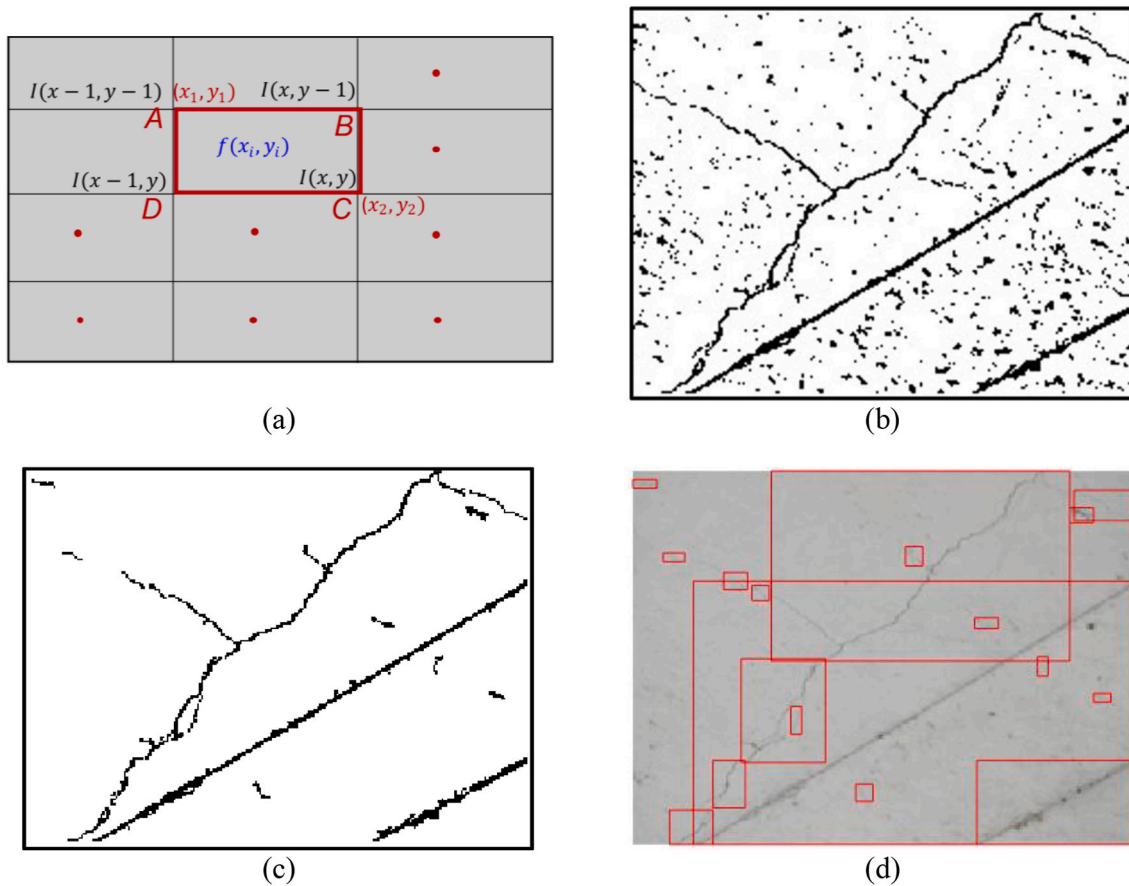 I(x − 1, y − 1) (x₁, y₁) I(x, y − 1)
A B
f(xᵢ, yᵢ)
I(x − 1, y) I(x, y)
D C (x₂, y₂)
(a) (b)
(c) (d)